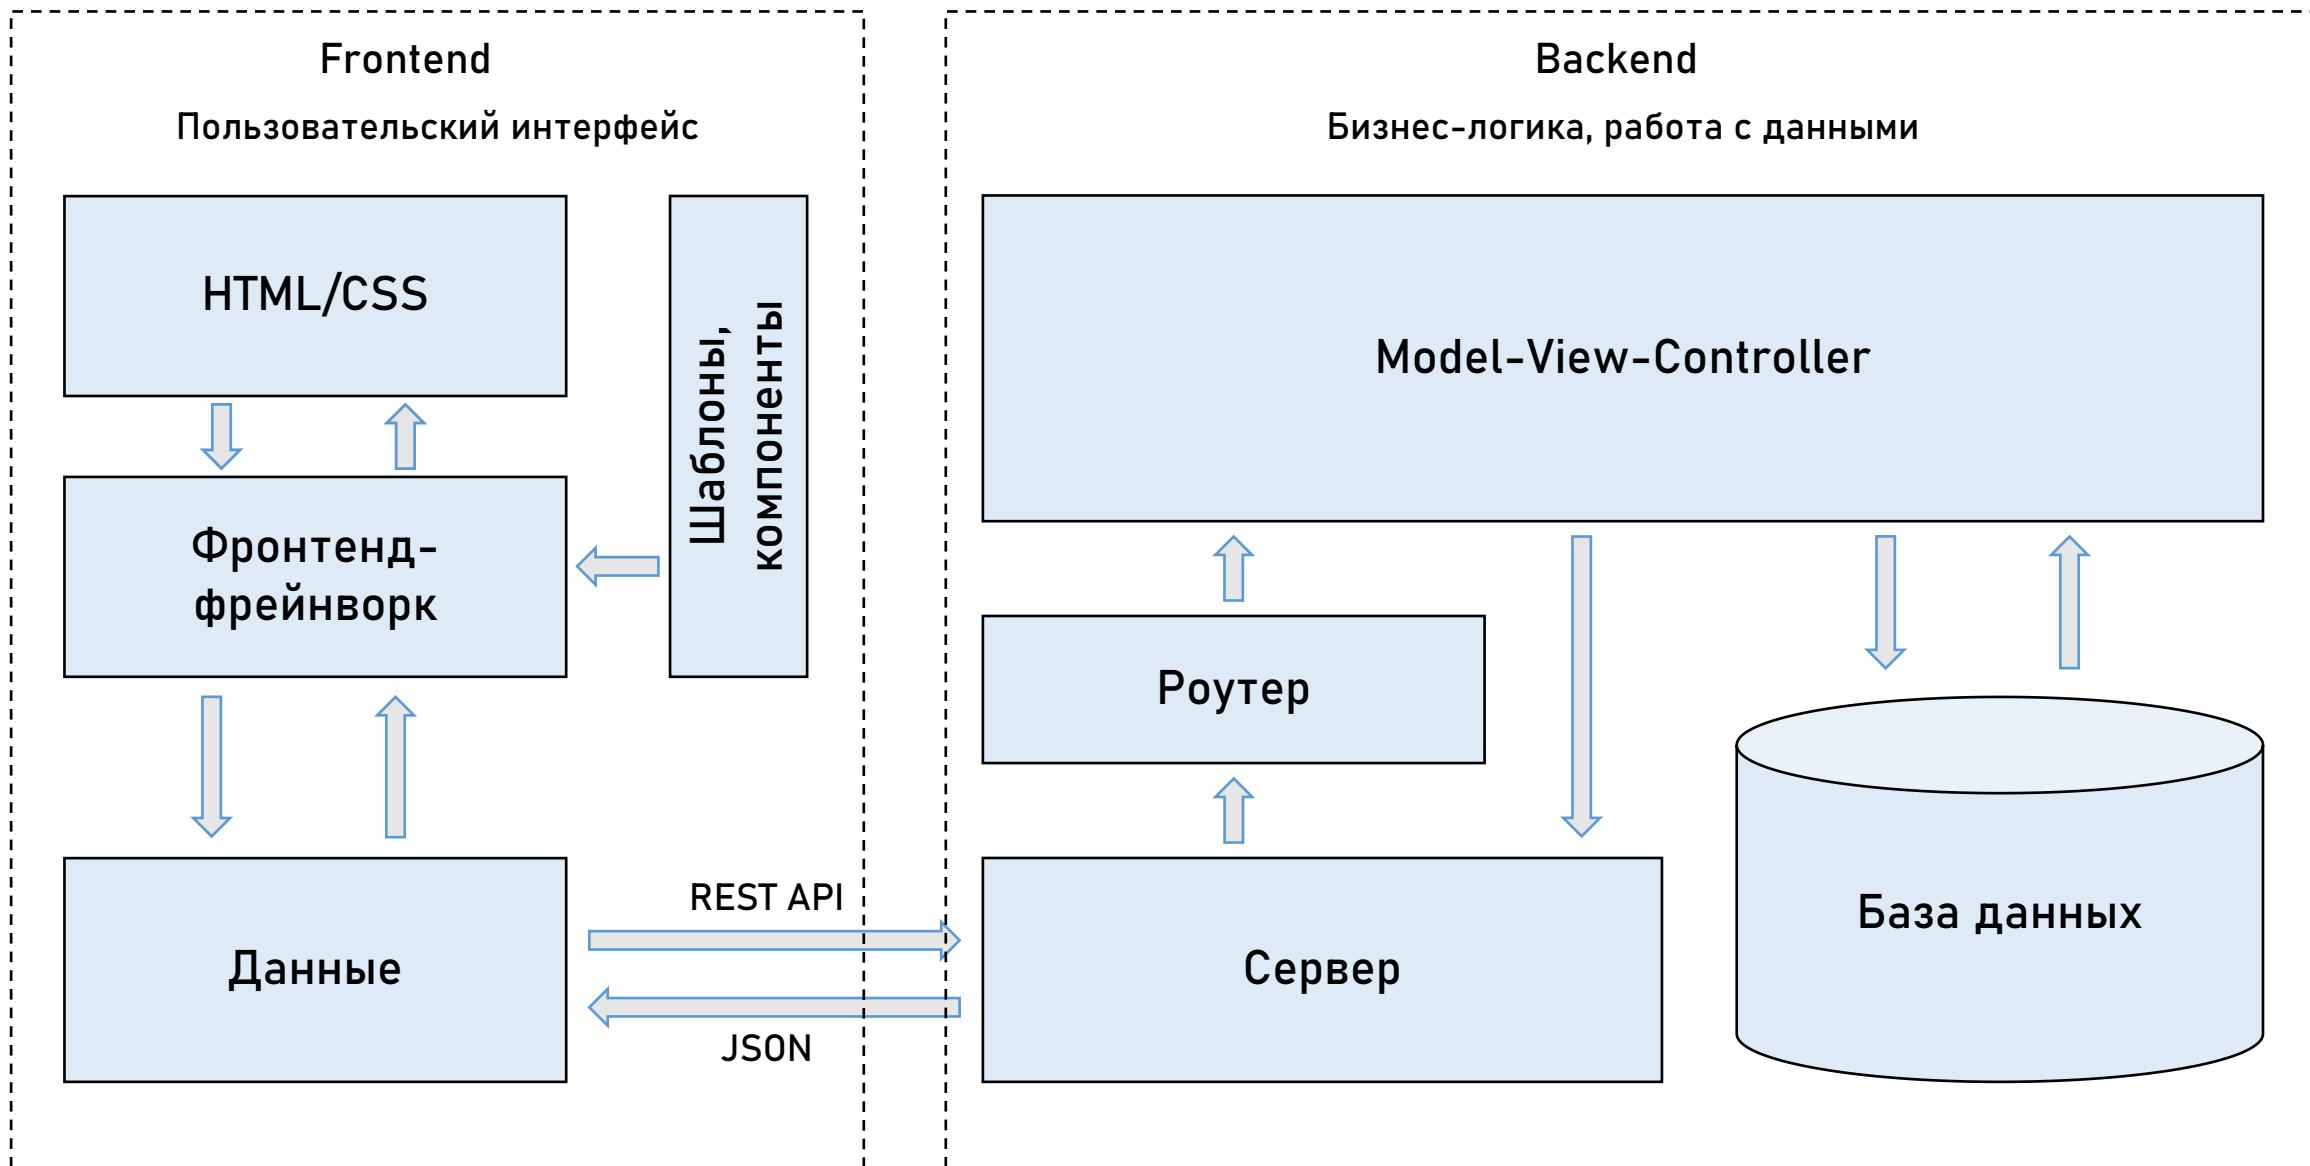 Frontend
Пользовательский интерфейс
HTML/CSS
Шаблоны,
компоненты
Фронтенд-
фрейнворк
Данные
REST API
JSON
Backend
Бизнес-логика, работа с данными
Model-View-Controller
Роутер
Сервер
База данных